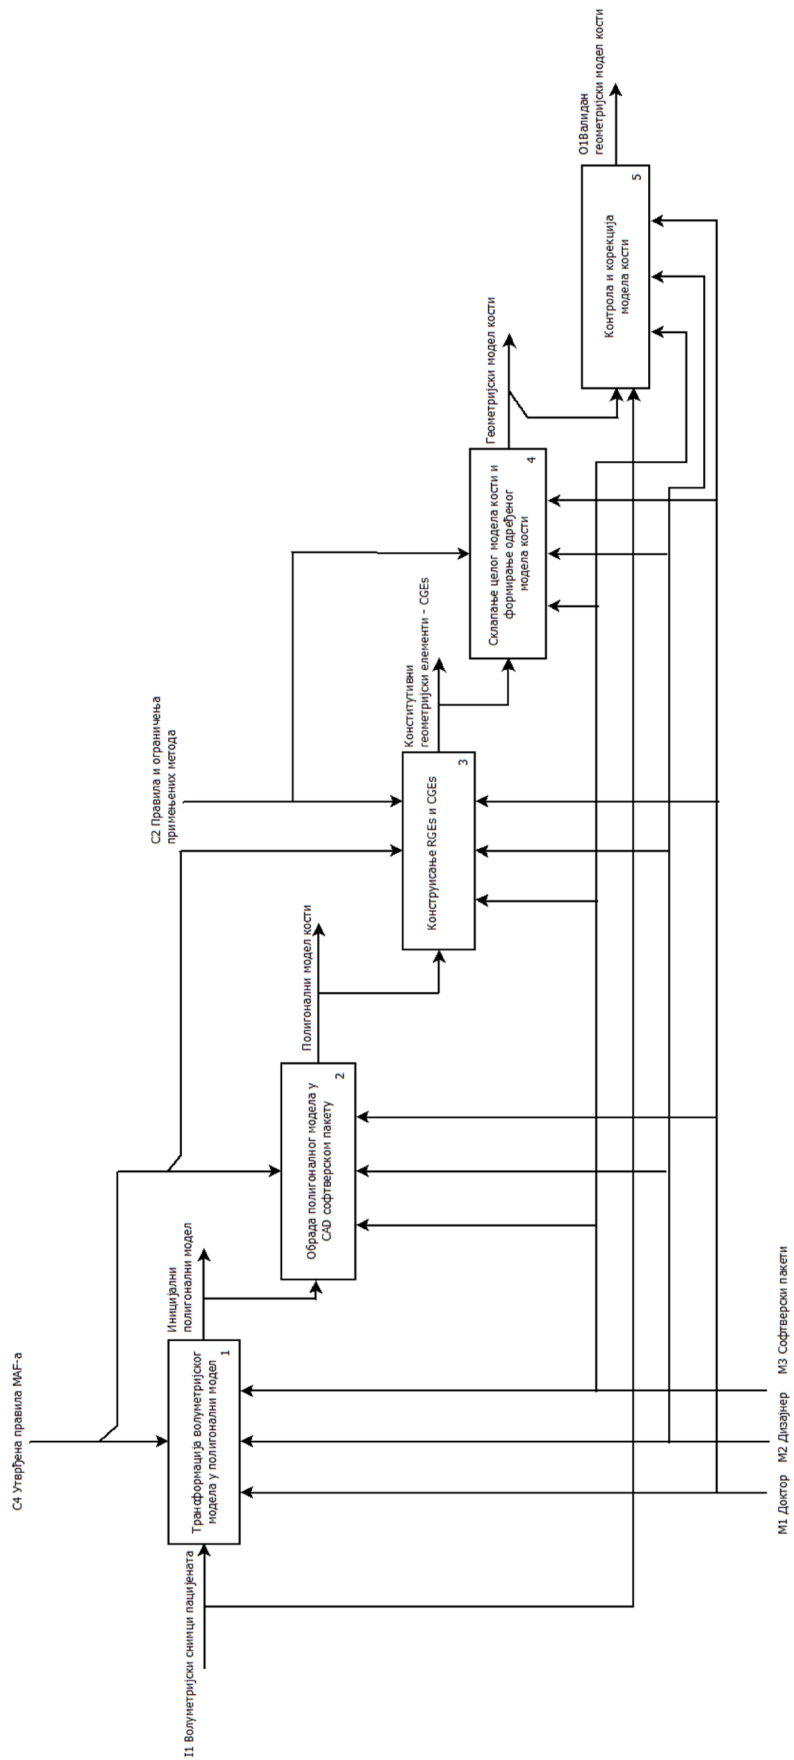 C4 Утврђена правила MAF-а
I1 Волуметријски снимци пацијената
Трансформација волуметријског
модела у полигонални модел
1
Иницијални
полигонални модел
Обрада полигоналног модела у
CAD софтверском пакету
2
Полигонални модел кости
C2 Правила и ограничења
примењених метода
Конструисање RGEs и CGEs
3
Конститутивни
геометријски елементи - CGEs
Склапање целог модела кости и
формирање одређеног
модела кости
4
Геометријски модел кости
Контрола и корекција
модела кости
5
O1Валидан
геометријски модел кости
M1 Доктор
M2 Дизајнер
M3 Софтверски пакети